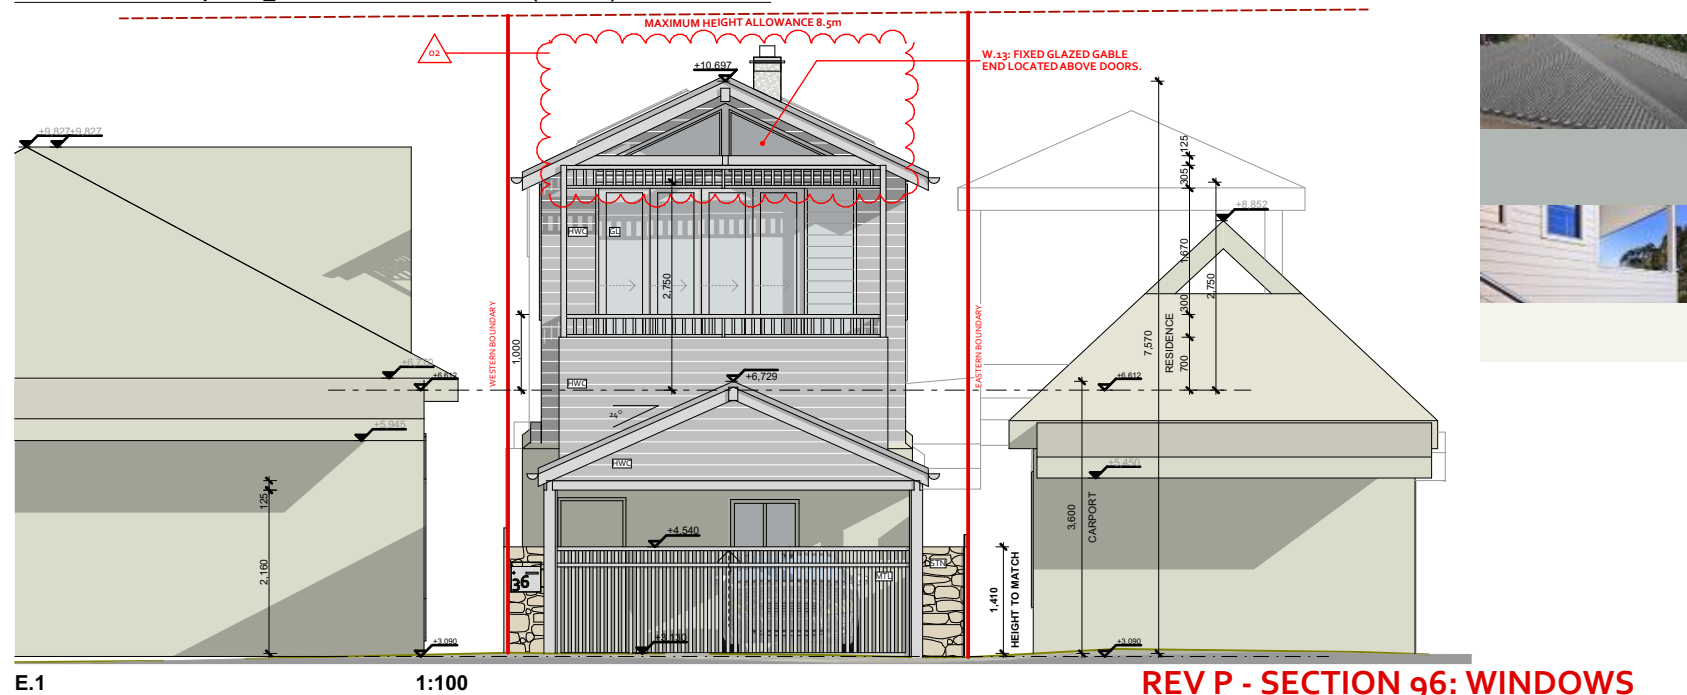 MAXIMUM HEIGHT ALLOWANCE 8.5m
02
W.13: FIXED GLAZED GABLE
END LOCATED ABOVE DOORS.
+10,697
+9,827
+9,827
125
305
+8,852
HWC
GL
1,670
2,750
2,750
300
WESTERN BOUNDARY
EASTERN BOUNDARY
1,000
7,570
RESIDENCE
700
+6,612
+6,729
+6,612
HWC
24°
+5,945
HWC
+5,450
125
3,600
CARPORT
+4,540
2,160
36
STN
MTL
1,410
HEIGHT TO MATCH
+3,090
+3,130
+3,090
E.1
1:100
REV P - SECTION 96: WINDOWS